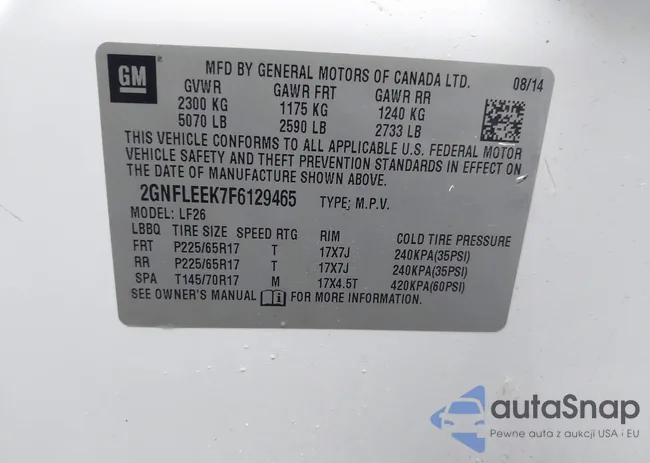 GM
MFD BY GENERAL MOTORS OF CANADA LTD. 08/14
GVWR GAWR FRT GAWR RR
2300 KG 1175 KG 1240 KG
5070 LB 2590 LB 2733 LB
THIS VEHICLE CONFORMS TO ALL APPLICABLE U.S. FEDERAL MOTOR
VEHICLE SAFETY AND THEFT PREVENTION STANDARDS IN EFFECT ON
THE DATE OF MANUFACTURE SHOWN ABOVE.
2GNFLEEK7F6129465 TYPE: M.P.V.
MODEL: LF26
LBBQ TIRE SIZE SPEED RTG RIM COLD TIRE PRESSURE
FRT P225/65R17 T 17X7J 240KPA(35PSI)
RR P225/65R17 T 17X7J 240KPA(35PSI)
SPA T145/70R17 M 17X4.5T 420KPA(60PSI)
SEE OWNER'S MANUAL FOR MORE INFORMATION.
autaSnap
Pewne auta z aukcji USA i EU